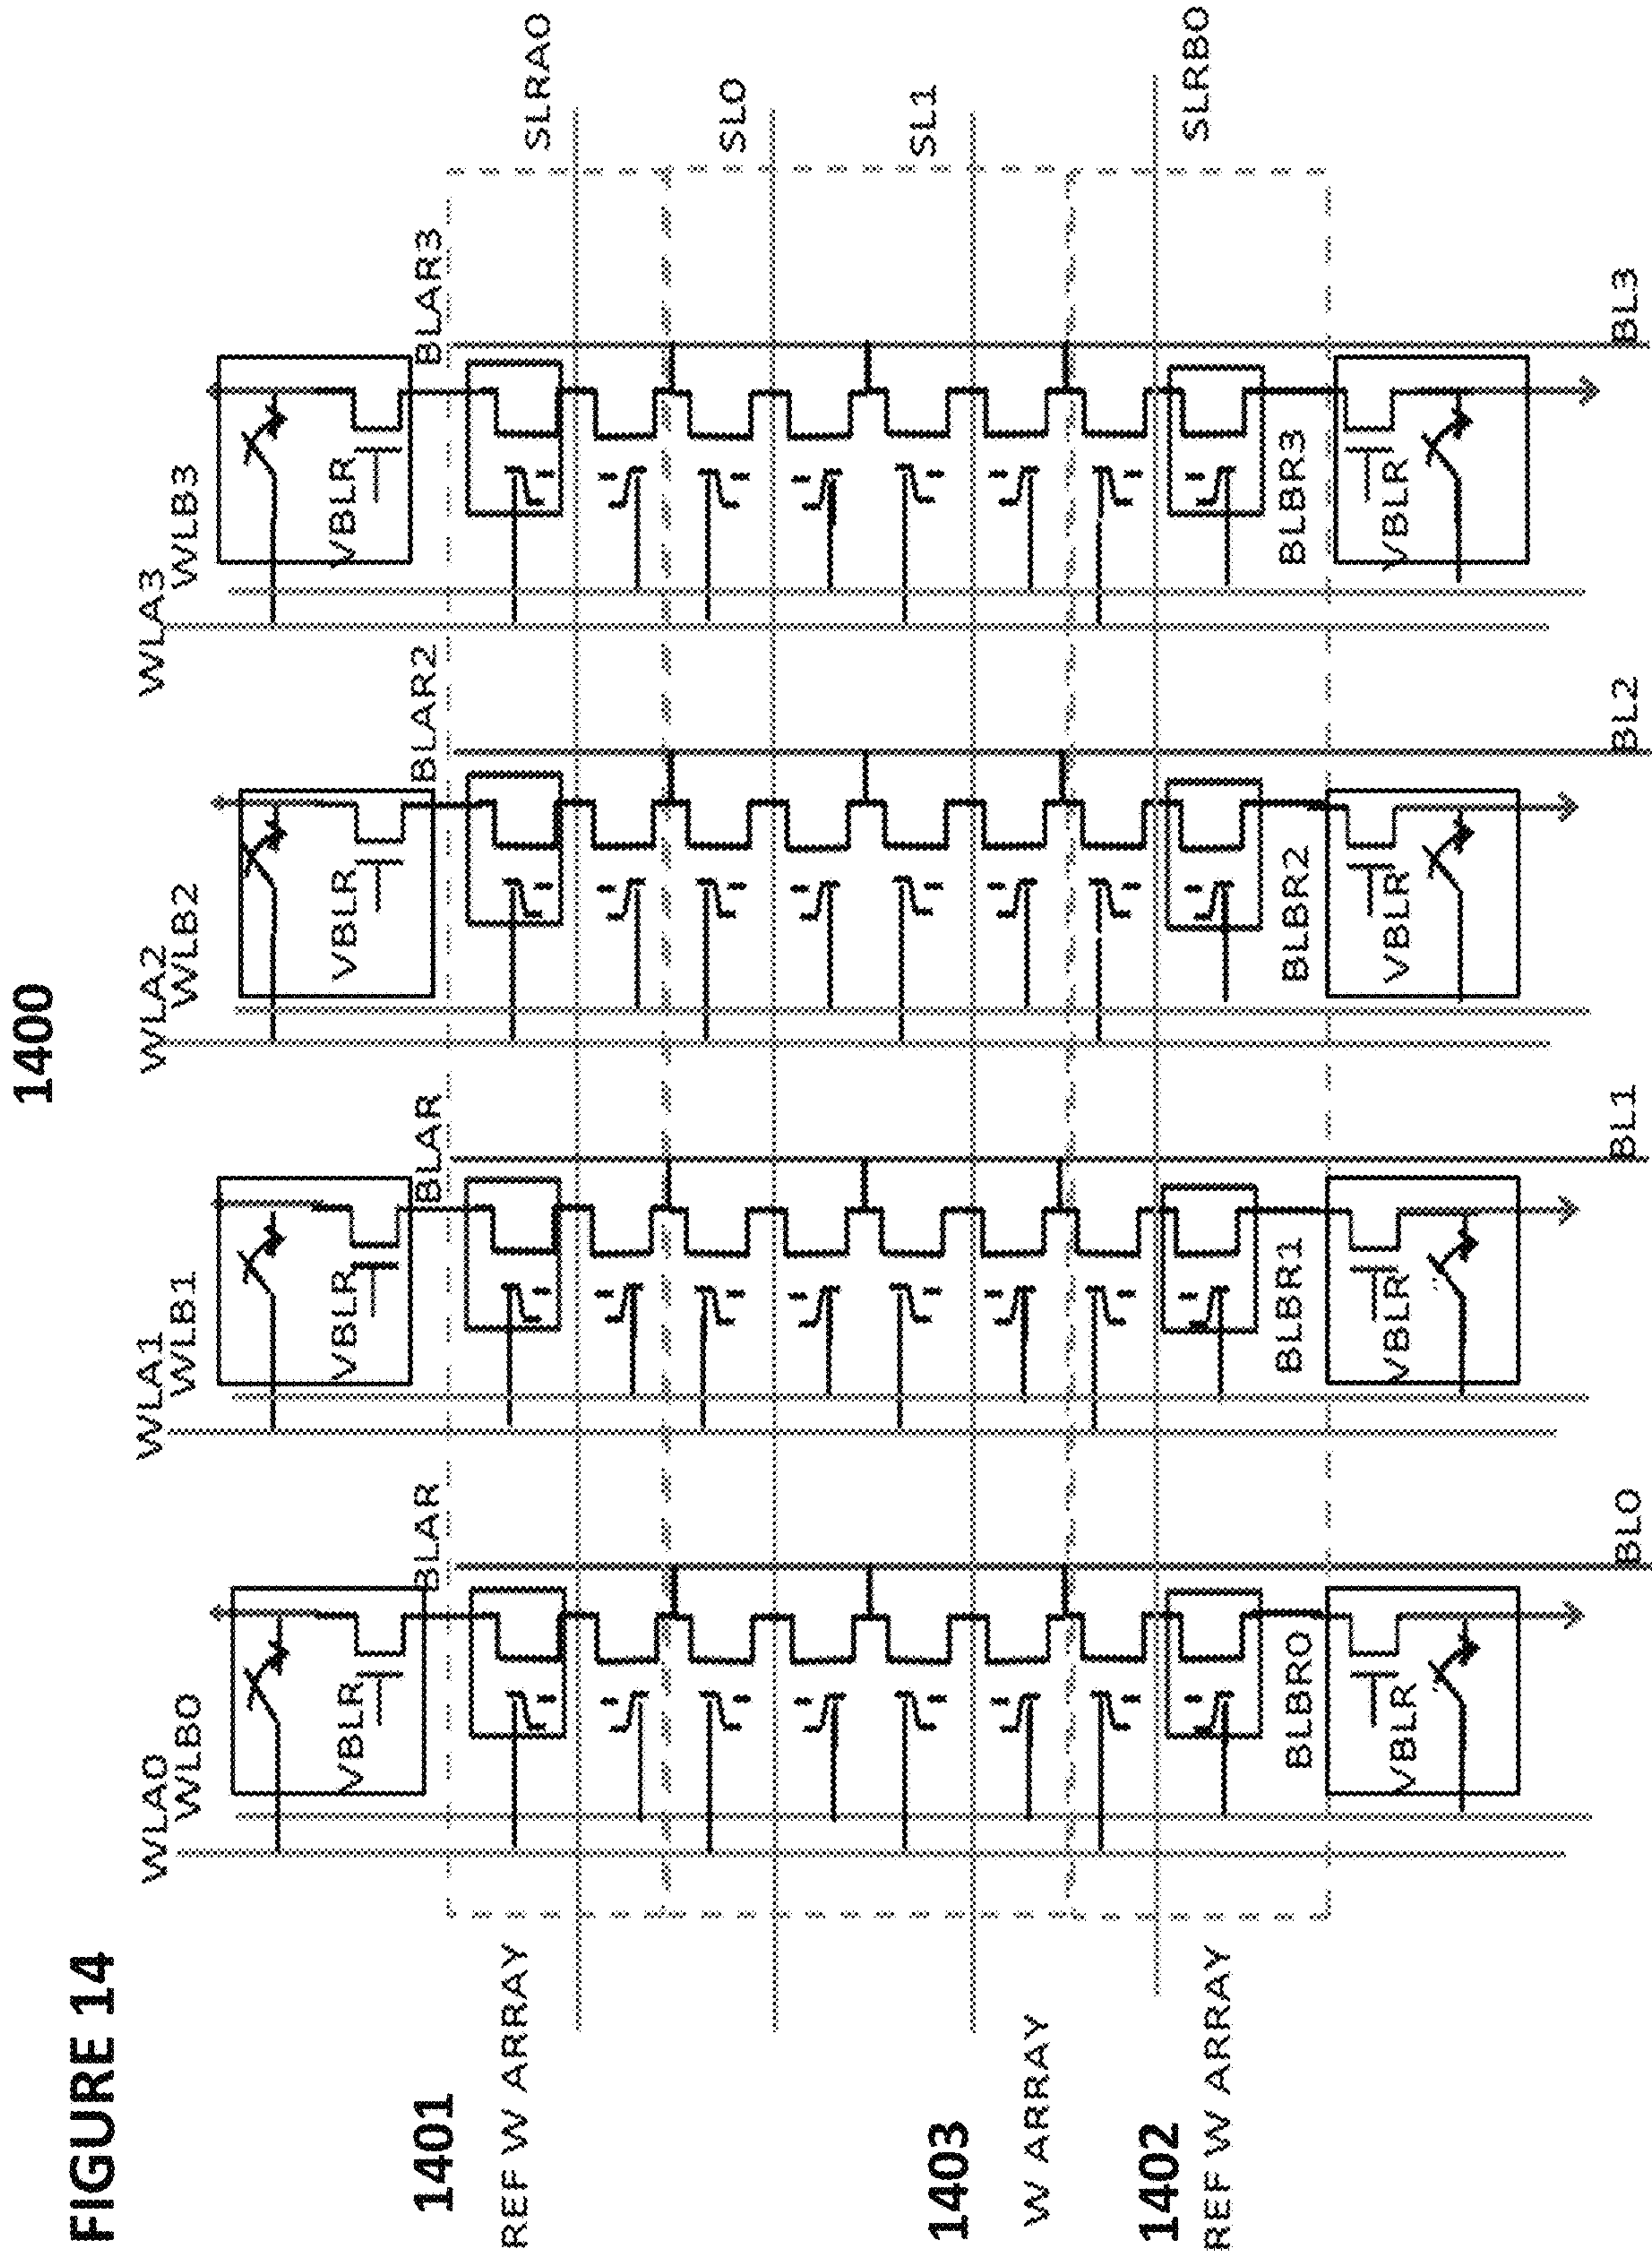 FIGURE 14
1400
WLA0
WLB0
WLA1
WLB1
WLA2
WLB2
WLA3
WLB3
VBLR
VBLR
VBLR
VBLR
BLAR
BLAR
BLAR2
BLAR3
1401
REF W ARRAY
SLRA0
SL0
1403
W ARRAY
SL1
1402
REF W ARRAY
SLRB0
BLBR0
BLBR1
BLBR2
BLBR3
VBLR
VBLR
VBLR
VBLR
BL0
BL1
BL2
BL3